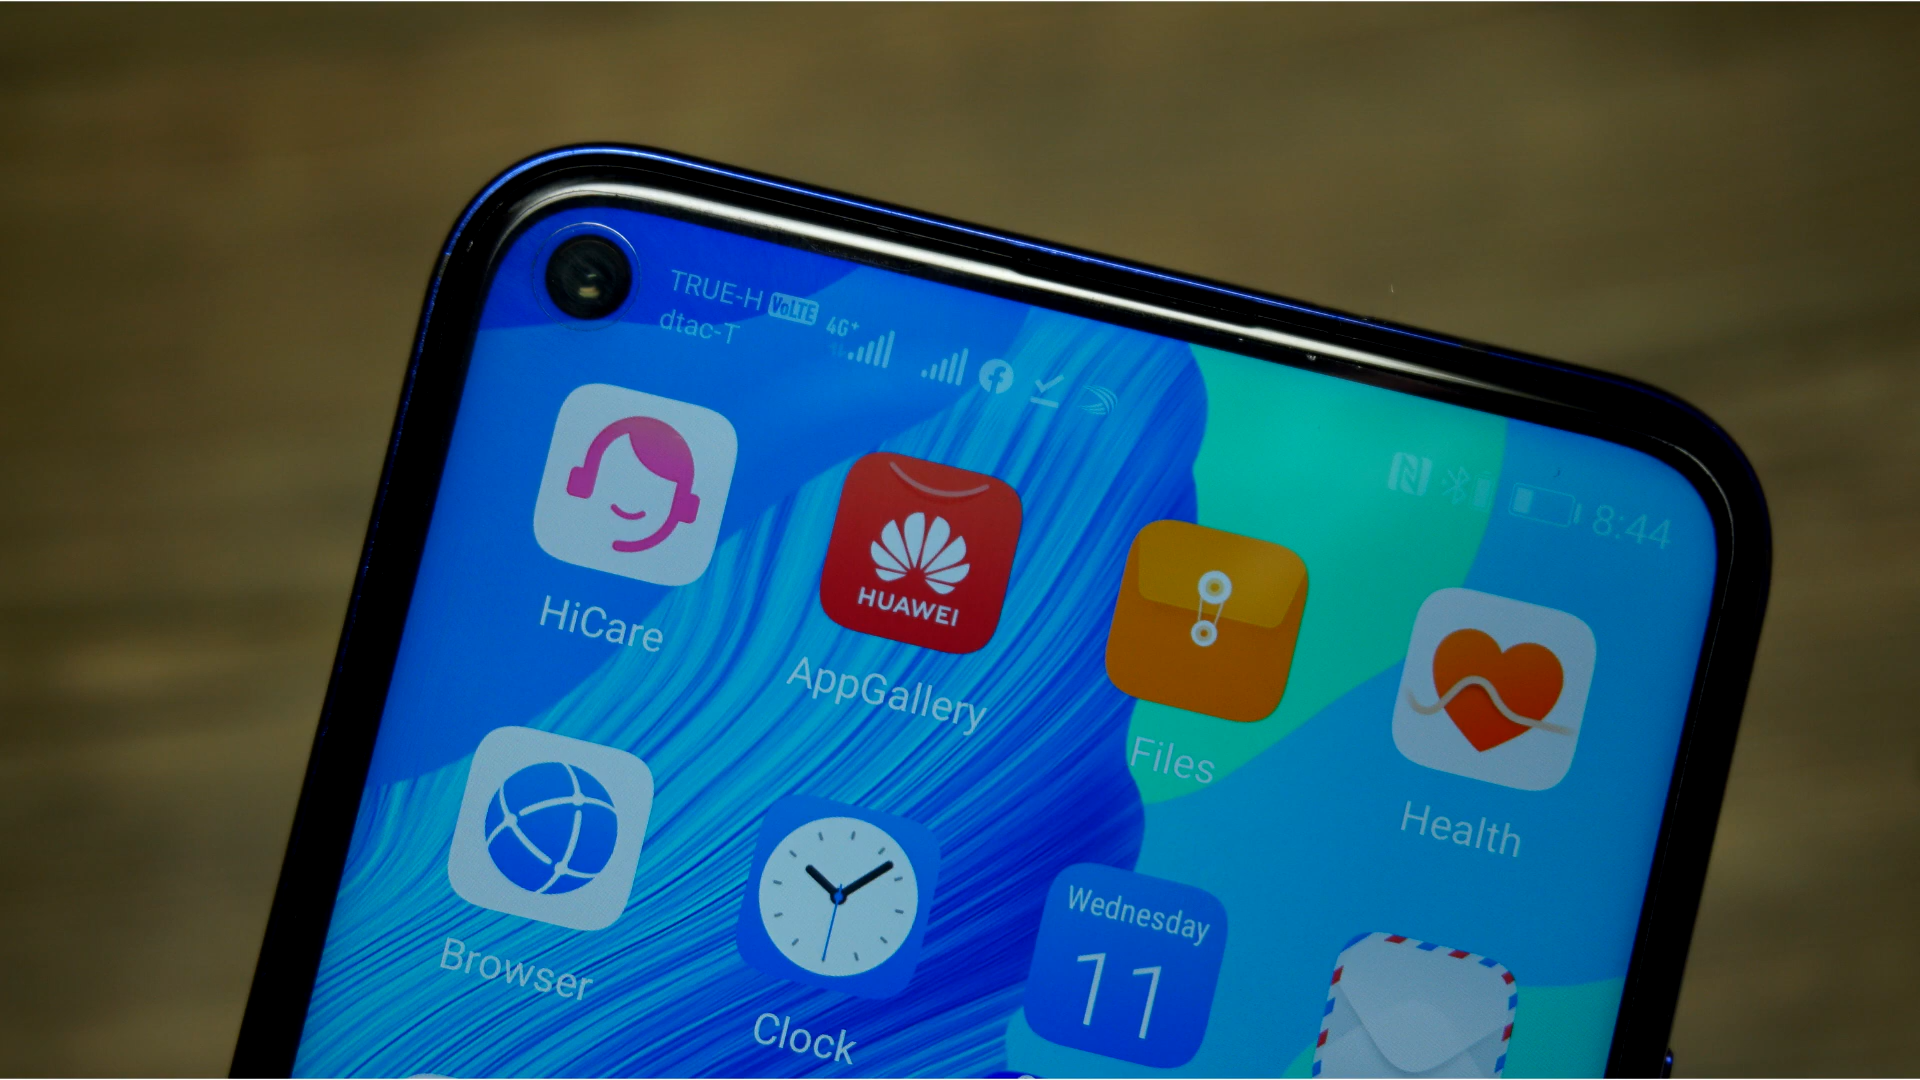 TRUE-H VoLTE 4G+
dtac-T
8:44
HiCare
HUAWEI
AppGallery
Files
Health
Browser
Clock
Wednesday
11